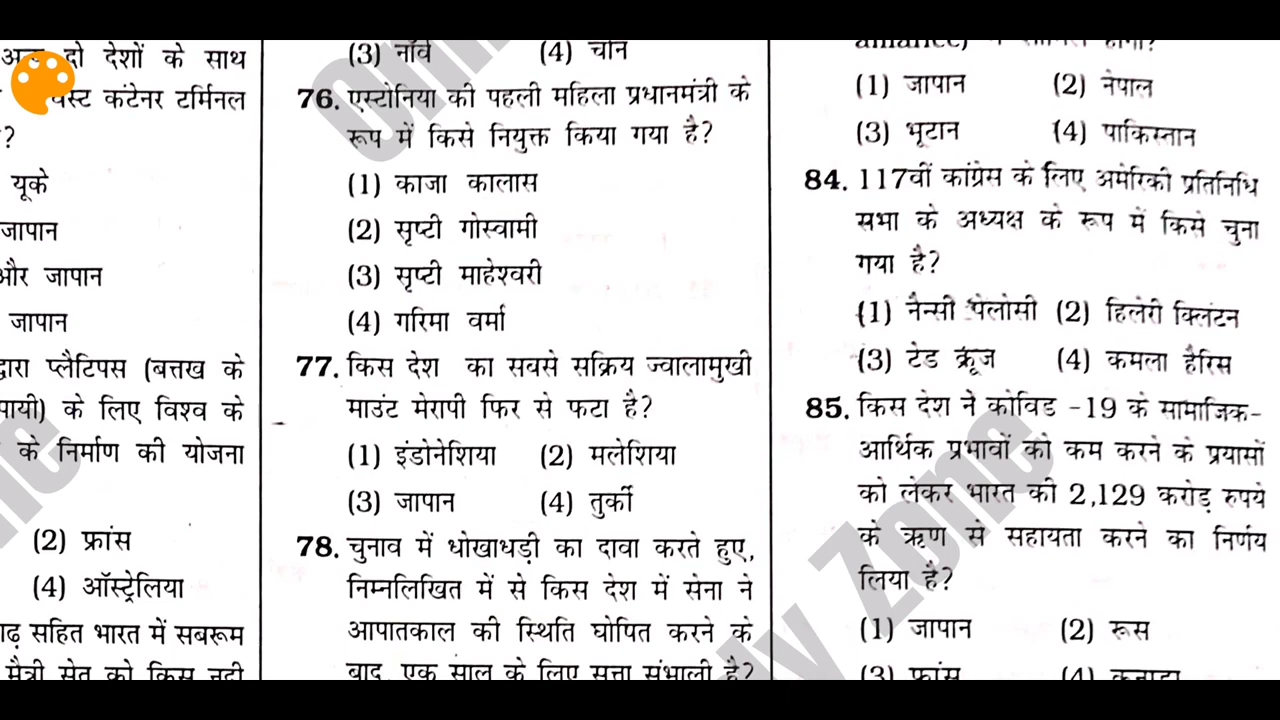 दो देशों के साथ
कंटेनर टर्मिनल
?
यूके
जापान
और जापान
जापान
द्वारा प्लैटिपस (बत्तख के
के लिए विश्व के
के निर्माण की योजना
(2) फ्रांस
(4) ऑस्ट्रेलिया
सहित भारत में सबरूम
मैत्री सेतु को किस नदी
(3) नॉर्वे (4) चीन
76. एस्टोनिया की पहली महिला प्रधानमंत्री के
रूप में किसे नियुक्त किया गया है?
(1) काजा कालास
(2) सृष्टी गोस्वामी
(3) सृष्टी माहेश्वरी
(4) गरिमा वर्मा
77. किस देश का सबसे सक्रिय ज्वालामुखी
माउंट मेरापी फिर से फटा है?
(1) इंडोनेशिया (2) मलेशिया
(3) जापान (4) तुर्की
78. चुनाव में धोखाधड़ी का दावा करते हुए,
निम्नलिखित में से किस देश में सेना ने
आपातकाल की स्थिति घोषित करने के
बाद, एक साल के लिए सत्ता संभाली है?
(1) जापान (2) नेपाल
(3) भूटान (4) पाकिस्तान
84. 117वीं कांग्रेस के लिए अमेरिकी प्रतिनिधि
सभा के अध्यक्ष के रूप में किसे चुना
गया है?
(1) नैन्सी पेलोसी (2) हिलेरी क्लिंटन
(3) टेड क्रूज (4) कमला हैरिस
85. किस देश ने कोविड -19 के सामाजिक-
आर्थिक प्रभावों को कम करने के प्रयासों
को लेकर भारत की 2,129 करोड़ रुपये
के ऋण से सहायता करने का निर्णय
लिया है?
(1) जापान (2) रूस
(3) फ्रांस (4) कनाडा